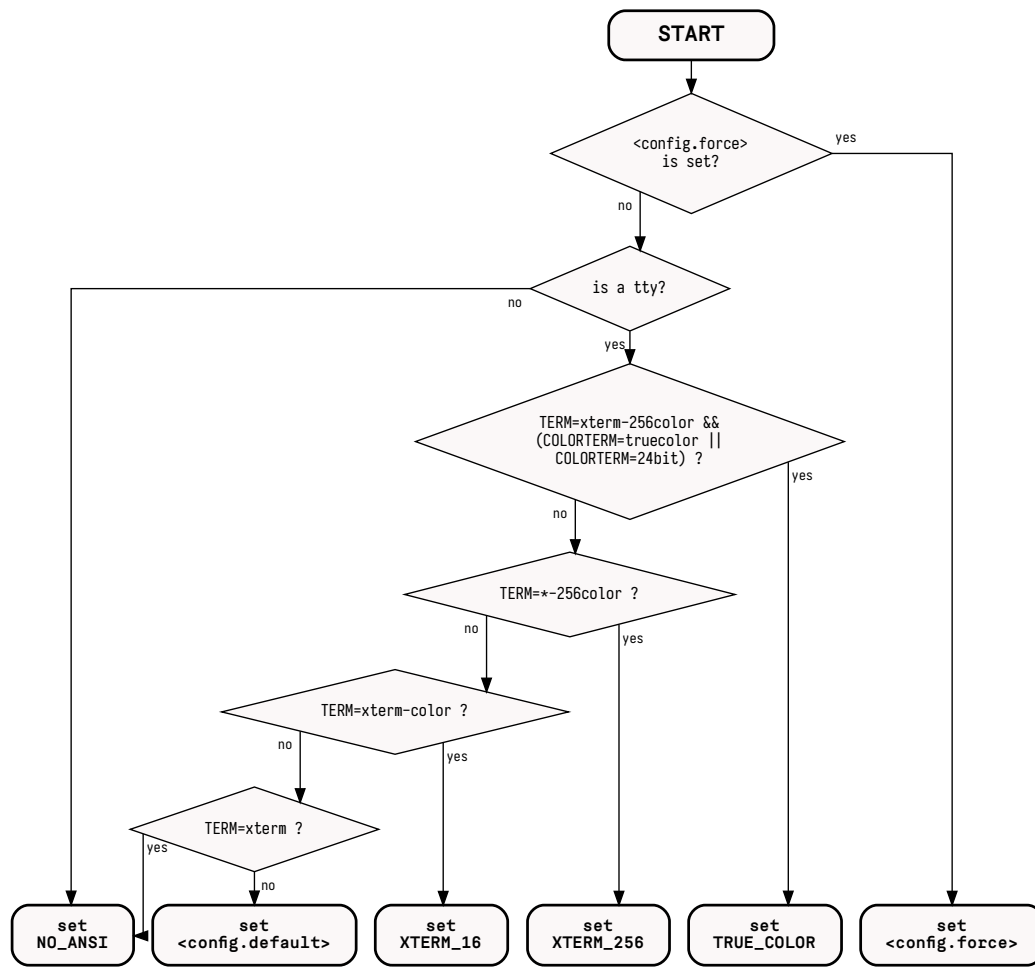 START
<config.force>
is set?
yes
no
is a tty?
no
yes
TERM=xterm-256color &&
(COLORTERM=truecolor ||
COLORTERM=24bit) ?
yes
no
TERM=*-256color ?
no
yes
TERM=xterm-color ?
no
yes
TERM=xterm ?
yes
no
set
NO_ANSI
set
<config.default>
set
XTERM_16
set
XTERM_256
set
TRUE_COLOR
set
<config.force>